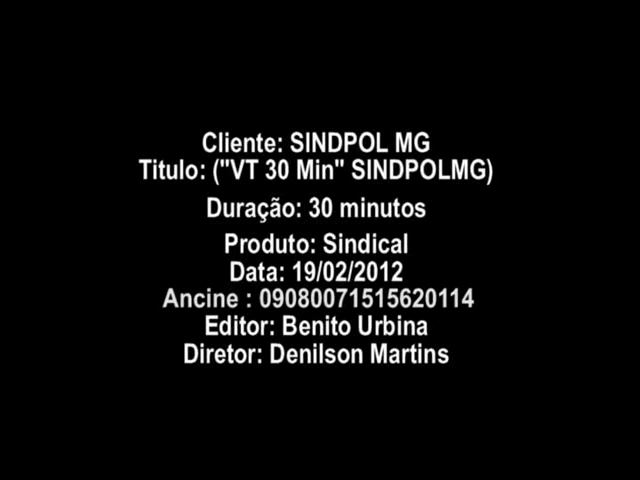 Cliente: SINDPOL MG
Titulo: ("VT 30 Min" SINDPOLMG)
Duração: 30 minutos
Produto: Sindical
Data: 19/02/2012
Ancine : 09080071515620114
Editor: Benito Urbina
Diretor: Denilson Martins